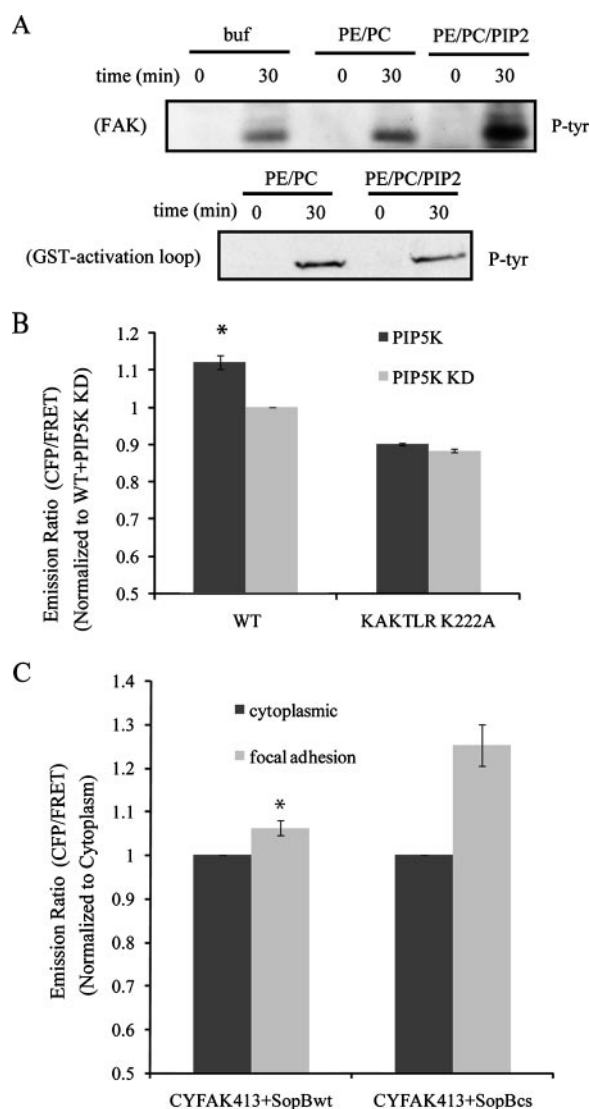 A
buf PE/PC PE/PC/PIP2
time (min) 0 30 0 30 0 30
(FAK) P-tyr
PE/PC PE/PC/PIP2
time (min) 0 30 0 30
(GST-activation loop) P-tyr
B
Emission Ratio (CFP/FRET)
(Normalized to WT+PIP5K KD)
1.2
1.1
1
0.9
0.8
0.7
0.6
0.5
*
PIP5K
PIP5K KD
WT KAKTLR K222A
C
Emission Ratio (CFP/FRET)
(Normalized to Cytoplasm)
1.4
1.3
1.2
1.1
1
0.9
0.8
0.7
0.6
0.5
cytoplasmic
focal adhesion
*
CYFAK413+SopBwt CYFAK413+SopBcs